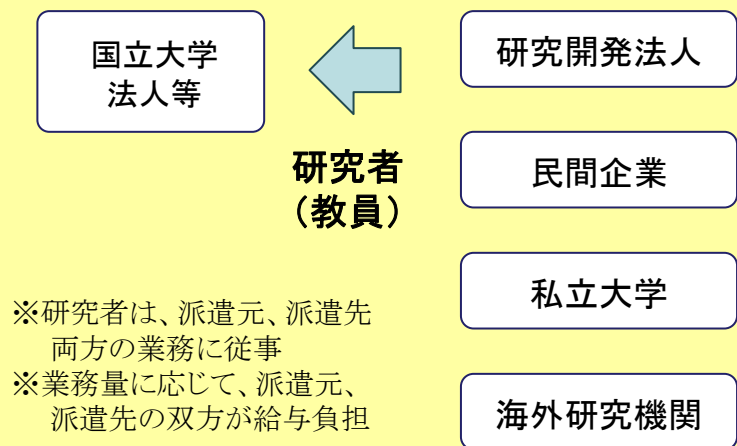 国立大学
法人等
研究開発法人
研究者
（教員）
民間企業
私立大学
※研究者は、派遣元、派遣先
両方の業務に従事
※業務量に応じて、派遣元、
派遣先の双方が給与負担
海外研究機関